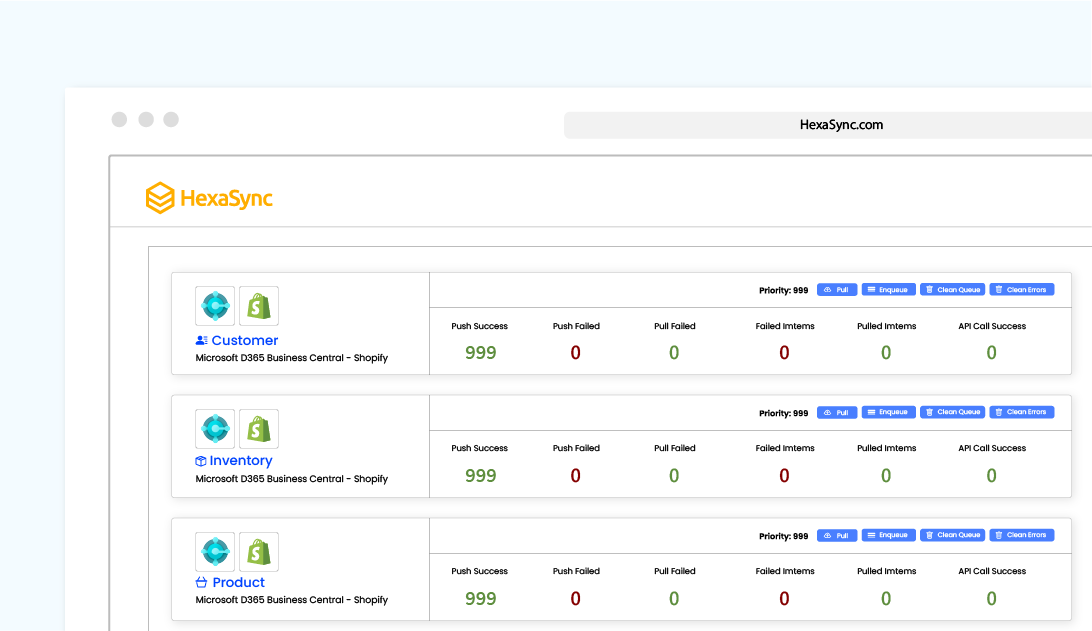 HexaSync.com
HexaSync
Priority: 999 Pull Enqueue Clean Queue Clean Errors
Customer
Microsoft D365 Business Central - Shopify
Push Success Push Failed Pull Failed Failed Imtems Pulled Imtems API Call Success
999 0 0 0 0 0
Priority: 999 Pull Enqueue Clean Queue Clean Errors
Inventory
Microsoft D365 Business Central - Shopify
Push Success Push Failed Pull Failed Failed Imtems Pulled Imtems API Call Success
999 0 0 0 0 0
Priority: 999 Pull Enqueue Clean Queue Clean Errors
Product
Microsoft D365 Business Central - Shopify
Push Success Push Failed Pull Failed Failed Imtems Pulled Imtems API Call Success
999 0 0 0 0 0